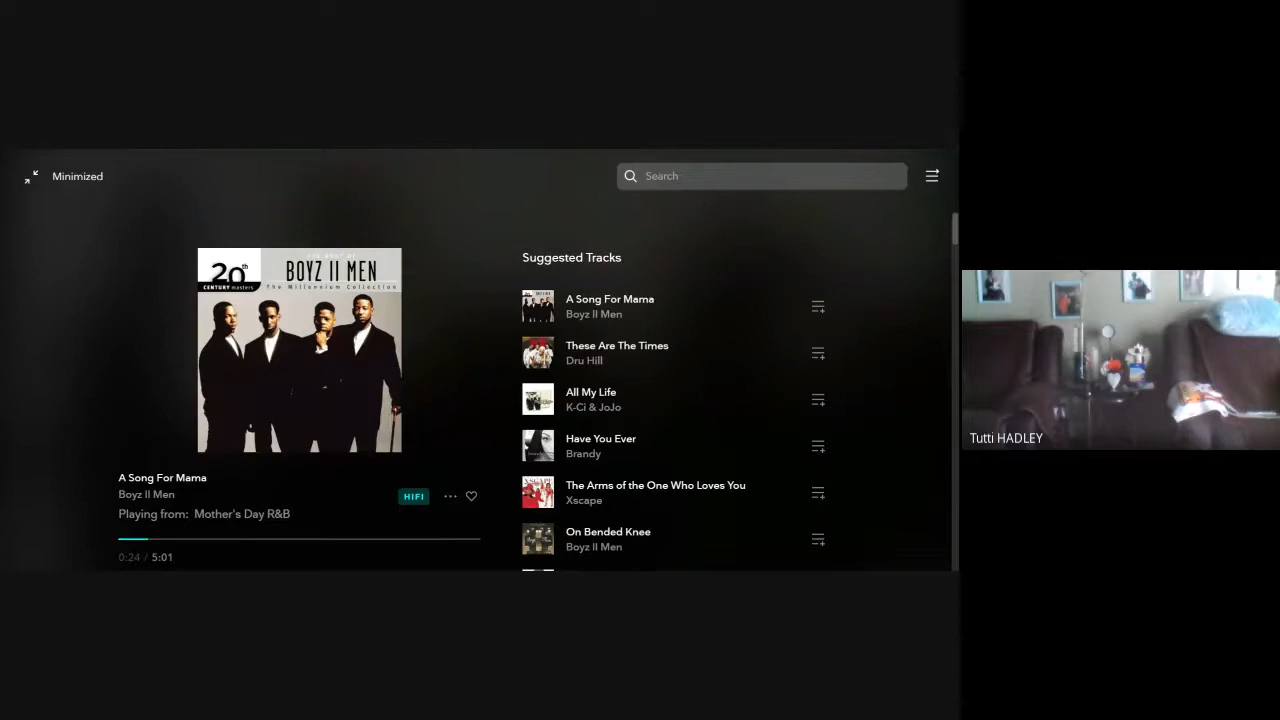 Minimized
Search
20th
CENTURY masters
BOYZ II MEN
The Millennium Collection
A Song For Mama
Boyz II Men
Playing from: Mother's Day R&B
HIFI
0:24 / 5:01
Suggested Tracks
A Song For Mama
Boyz II Men
These Are The Times
Dru Hill
All My Life
K-Ci & JoJo
Have You Ever
Brandy
The Arms of the One Who Loves You
Xscape
On Bended Knee
Boyz II Men
Tutti HADLEY